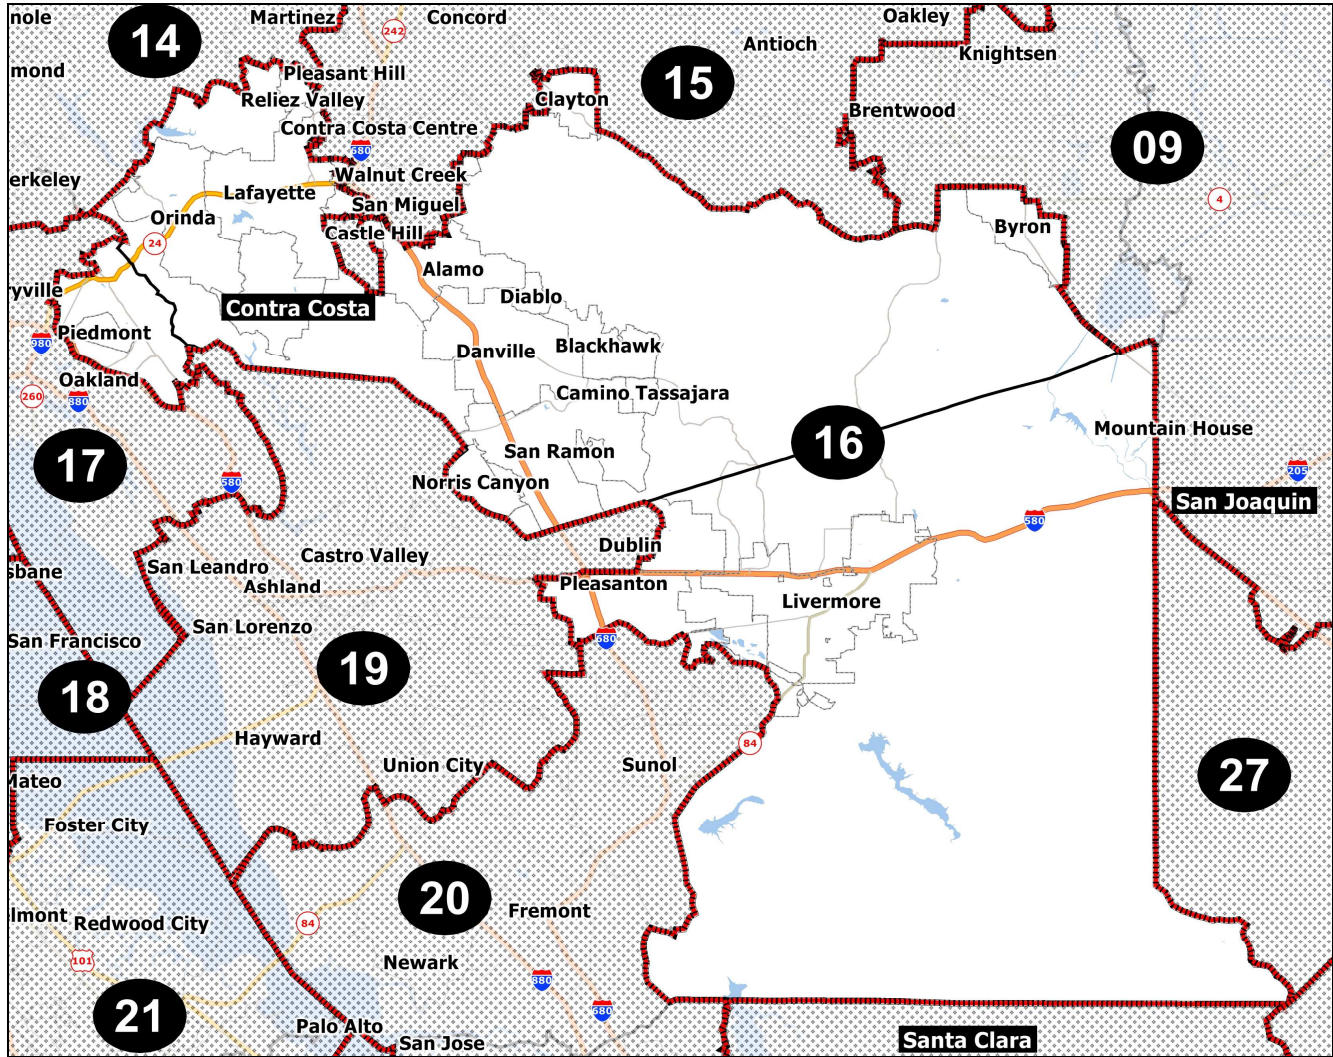 nole
Martinez
Concord
Oakley
14
242
Antioch
Knightsen
mond
Pleasant Hill
15
Reliez Valley
Clayton
Brentwood
Contra Costa Centre
09
680
erkeley
Walnut Creek
Lafayette
4
San Miguel
Orinda
Castle Hill
Byron
24
Alamo
ryville
Diablo
Contra Costa
Piedmont
980
Blackhawk
Danville
Oakland
Camino Tassajara
260
880
Mountain House
16
San Ramon
17
205
580
Norris Canyon
San Joaquin
580
Dublin
Castro Valley
San Leandro
sbane
Pleasanton
Ashland
Livermore
San Lorenzo
San Francisco
680
19
18
Hayward
84
Union City
Sunol
27
Mateo
Foster City
20
Fremont
lmont
Redwood City
84
101
Newark
880
680
21
Palo Alto
San Jose
Santa Clara